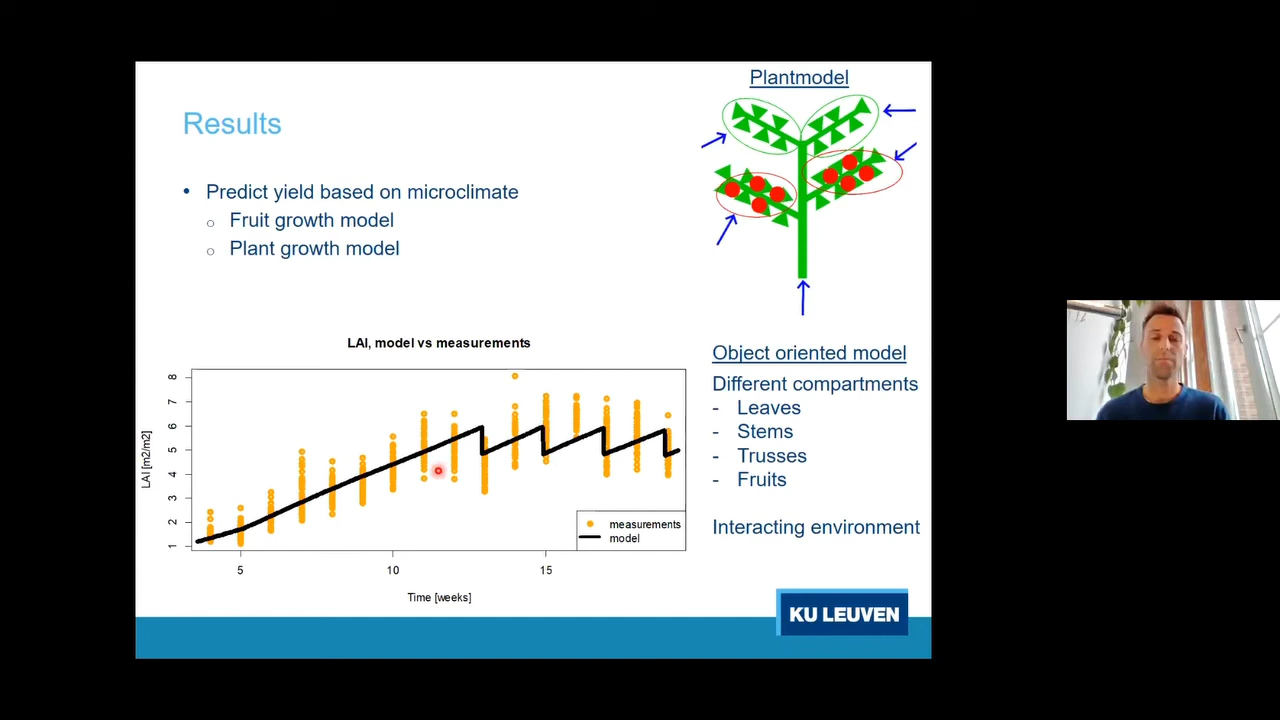 Results
• Predict yield based on microclimate
o Fruit growth model
o Plant growth model
Plantmodel
LAI, model vs measurements
LAI [m2/m2]
8
7
6
5
4
3
2
1
5
10
15
Time [weeks]
measurements
model
Object oriented model
Different compartments
- Leaves
- Stems
- Trusses
- Fruits
Interacting environment
KU LEUVEN